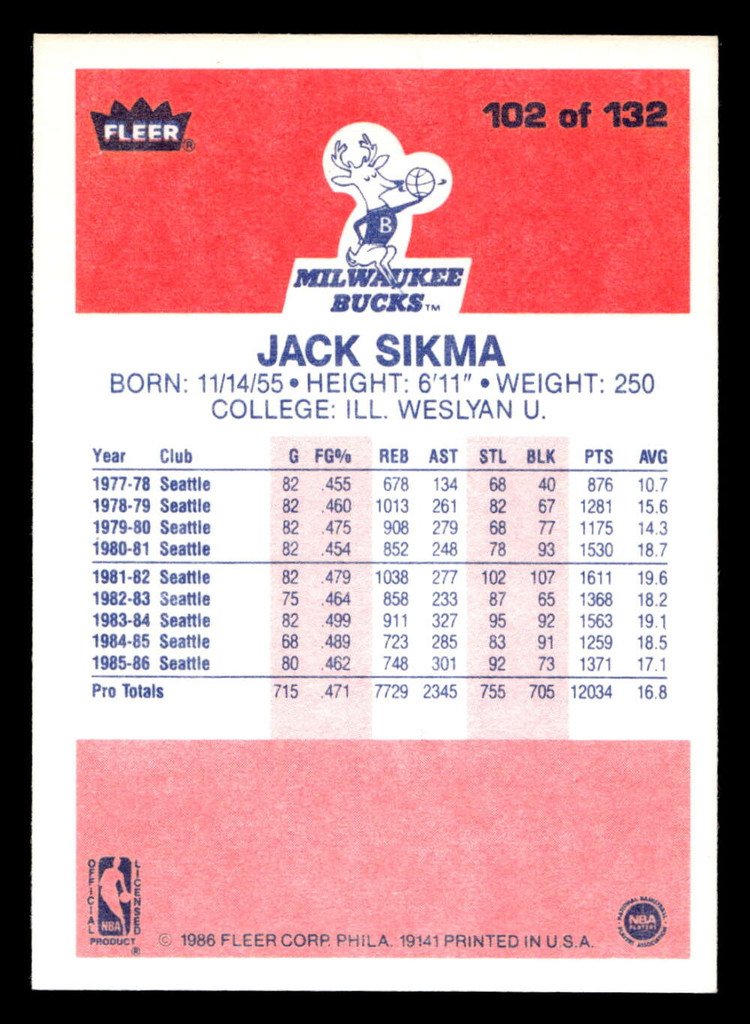 102 of 132
FLEER®
B
MILWAUKEE
BUCKS™
JACK SIKMA
BORN: 11/14/55 • HEIGHT: 6'11" • WEIGHT: 250
COLLEGE: ILL. WESLYAN U.
Year Club G FG% REB AST STL BLK PTS AVG
1977-78 Seattle 82 .455 678 134 68 40 876 10.7
1978-79 Seattle 82 .460 1013 261 82 67 1281 15.6
1979-80 Seattle 82 .475 908 279 68 77 1175 14.3
1980-81 Seattle 82 .454 852 248 78 93 1530 18.7
1981-82 Seattle 82 .479 1038 277 102 107 1611 19.6
1982-83 Seattle 75 .464 858 233 87 65 1368 18.2
1983-84 Seattle 82 .499 911 327 95 92 1563 19.1
1984-85 Seattle 68 .489 723 285 83 91 1259 18.5
1985-86 Seattle 80 .462 748 301 92 73 1371 17.1
Pro Totals 715 .471 7729 2345 755 705 12034 16.8
OFFICIAL
LICENSED
NBA
PRODUCT®
© 1986 FLEER CORP. PHILA. 19141 PRINTED IN U.S.A.
NATIONAL BASKETBALL
NBA
PLAYERS
PLAYERS ASSOCIATION